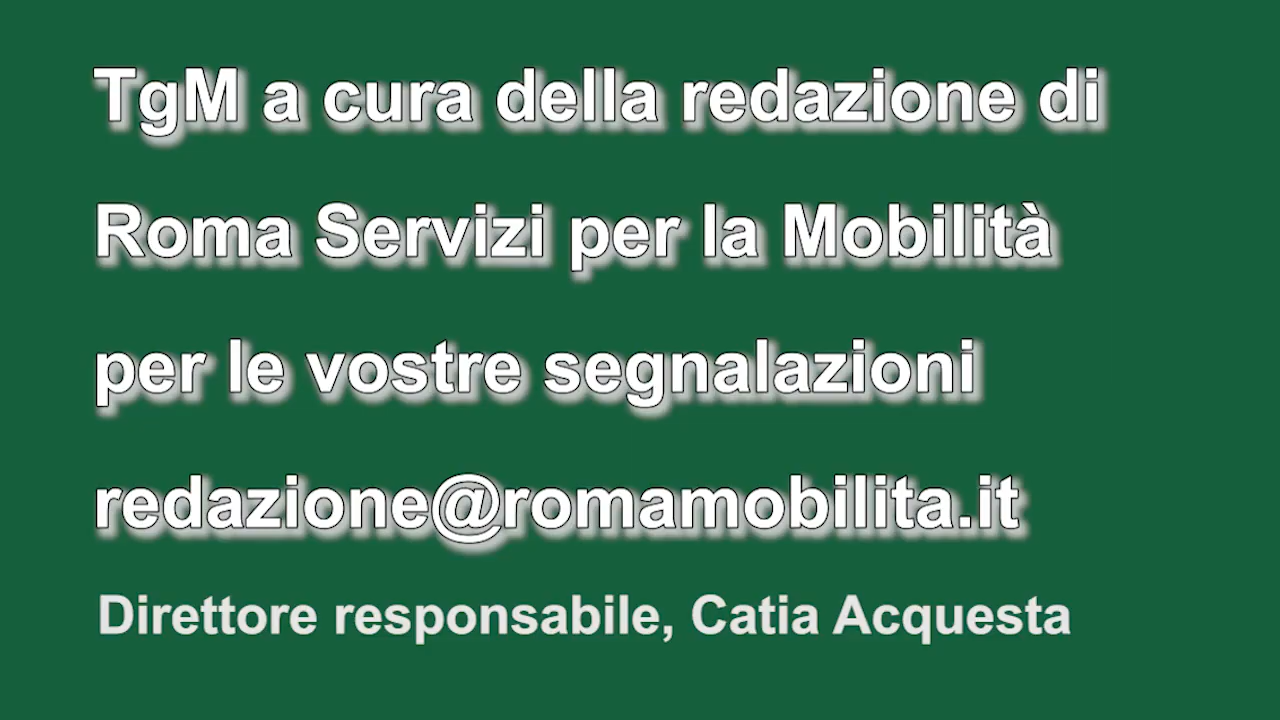 TgM a cura della redazione di
Roma Servizi per la Mobilità
per le vostre segnalazioni
redazione@romamobilita.it
Direttore responsabile, Catia Acquesta